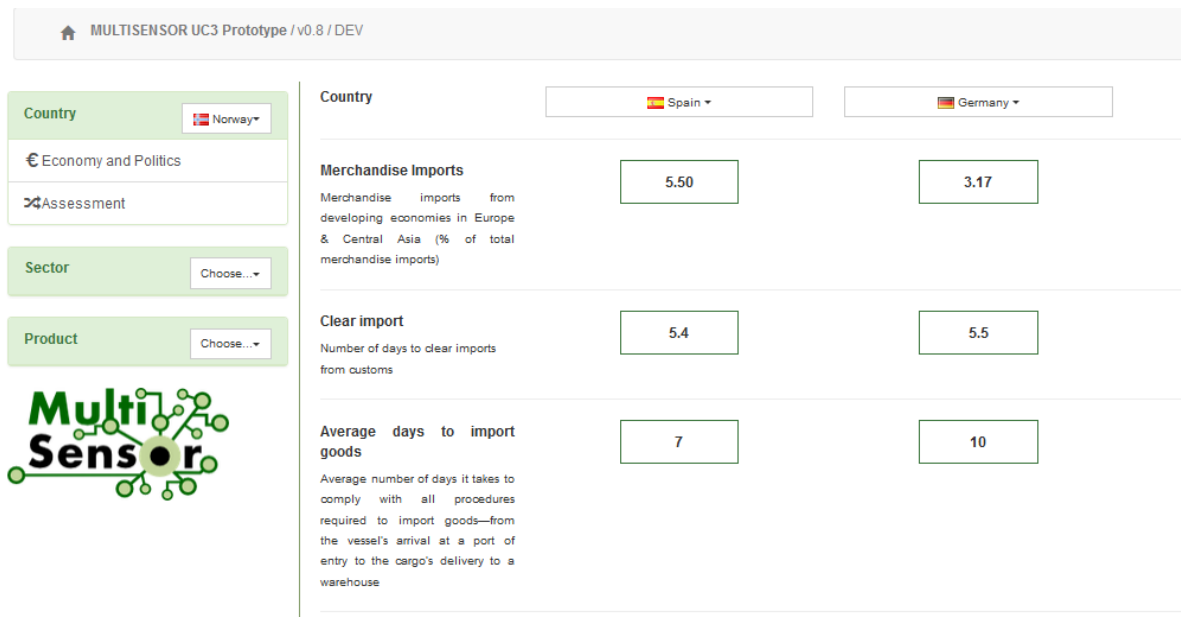 MULTISENSOR UC3 Prototype / v0.8 / DEV
Country
Norway
€ Economy and Politics
Assessment
Sector
Choose...
Product
Choose...
Multi
Sensor
Country
Spain
Germany
Merchandise Imports
Merchandise imports from
developing economies in Europe
& Central Asia (% of total
merchandise imports)
5.50
3.17
Clear import
Number of days to clear imports
from customs
5.4
5.5
Average days to import
goods
Average number of days it takes to
comply with all procedures
required to import goods—from
the vessel's arrival at a port of
entry to the cargo's delivery to a
warehouse
7
10